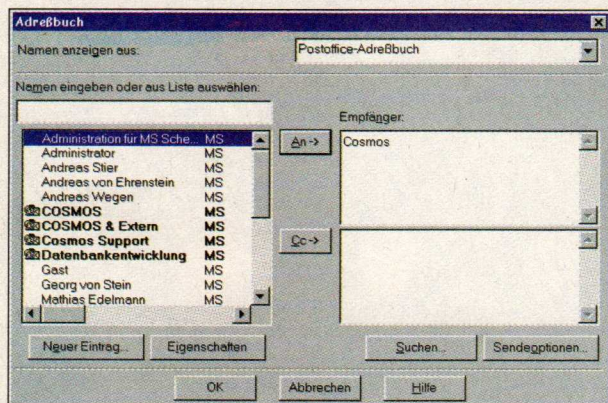 Adreßbuch
Namen anzeigen aus:
Postoffice-Adreßbuch
Namen eingeben oder aus Liste auswählen:
Empfänger:
Administration für MS Sche... MS
Administrator MS
Andreas Stier MS
Andreas von Ehrenstein MS
Andreas Wegen MS
COSMOS MS
COSMOS & Extern MS
Cosmos Support MS
Datenbankentwicklung MS
Gast MS
Georg von Stein MS
Mathias Edelmann MS
An ->
Cosmos
Cc ->
Neuer Eintrag...
Eigenschaften
Suchen...
Sendeoptionen...
OK
Abbrechen
Hilfe